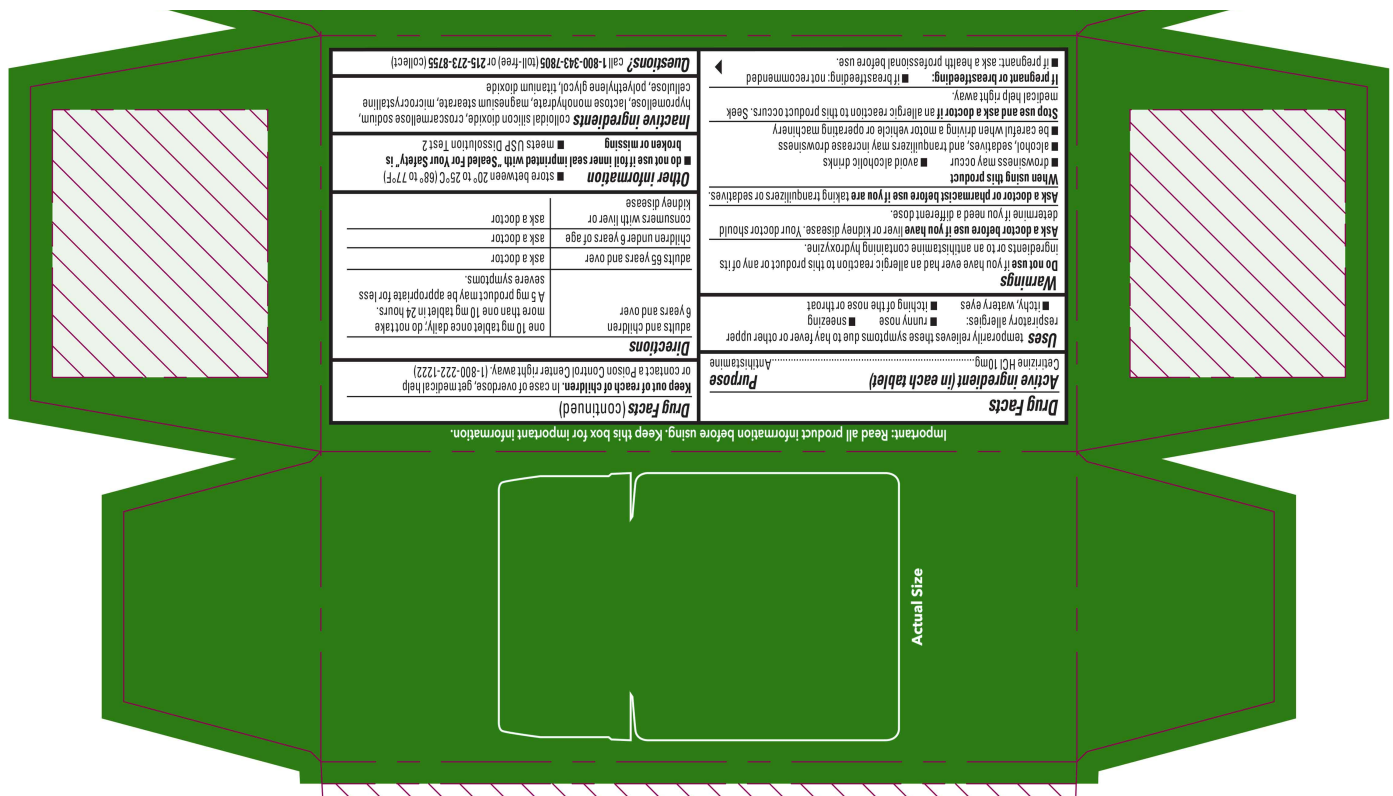 Important: Read all product information before using. Keep this box for important information.
Drug Facts
Active ingredient (in each tablet) Purpose
Cetirizine HCl 10mg..........Antihistamine
Uses temporarily relieves these symptoms due to hay fever or other upper
respiratory allergies: ■ runny nose ■ sneezing
■ itchy, watery eyes ■ itching of the nose or throat
Warnings
Do not use if you have ever had an allergic reaction to this product or any of its
ingredients or to an antihistamine containing hydroxyzine.
Ask a doctor before use if you have liver or kidney disease. Your doctor should
determine if you need a different dose.
Ask a doctor or pharmacist before use if you are taking tranquilizers or sedatives.
When using this product
■ drowsiness may occur ■ avoid alcoholic drinks
■ alcohol, sedatives, and tranquilizers may increase drowsiness
■ be careful when driving a motor vehicle or operating machinery
Stop use and ask a doctor if an allergic reaction to this product occurs. Seek
medical help right away.
If pregnant or breastfeeding: ■ if breastfeeding: not recommended
■ if pregnant: ask a health professional before use.
Drug Facts (continued)
Keep out of reach of children. In case of overdose, get medical help
or contact a Poison Control Center right away. (1-800-222-1222)
Directions
adults and children
6 years and over
one 10 mg tablet once daily; do not take
more than one 10 mg tablet in 24 hours.
A 5 mg product may be appropriate for less
severe symptoms.
adults 65 years and over ask a doctor
children under 6 years of age ask a doctor
consumers with liver or ask a doctor
kidney disease
Other information ■ store between 20° to 25°C (68° to 77°F)
■ do not use if foil inner seal imprinted with "Sealed For Your Safety" is
broken or missing ■ meets USP Dissolution Test 2
Inactive ingredients colloidal silicon dioxide, croscarmellose sodium,
hypromellose, lactose monohydrate, magnesium stearate, microcrystalline
cellulose, polyethylene glycol, titanium dioxide
Questions? call 1-800-343-7805 (toll-free) or 215-273-8755 (collect)
Actual Size